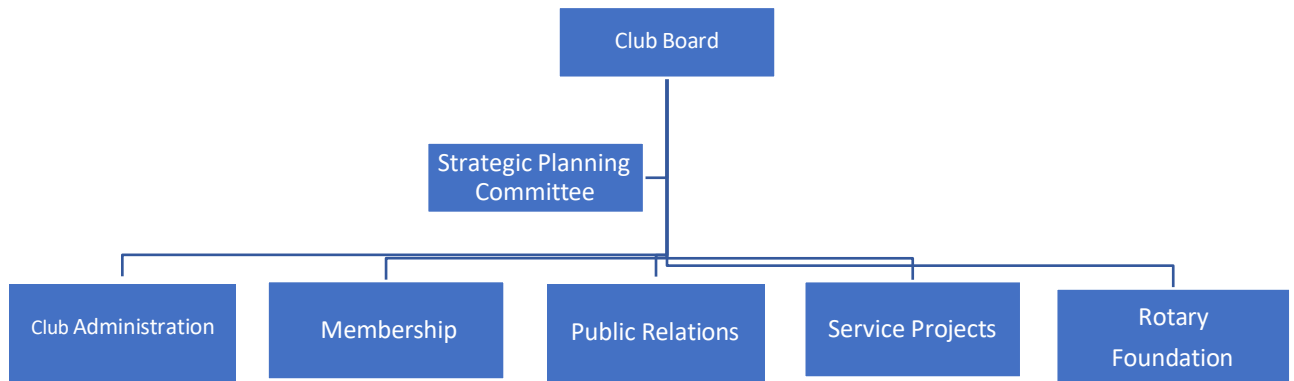 Club Board
Strategic Planning
Committee
Club Administration
Membership
Public Relations
Service Projects
Rotary
Foundation